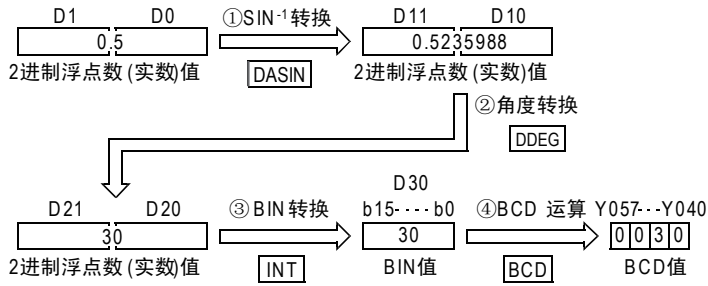 D1 D0 ①SIN⁻¹转换 D11 D10
0.5 0.5235988
2进制浮点数(实数)值 DASIN 2进制浮点数(实数)值
②角度转换
DDEG
D30
D21 D20 ③BIN转换 b15----b0 ④BCD 运算 Y057---Y040
30 30 0 0 3 0
2进制浮点数(实数)值 INT BIN值 BCD BCD值